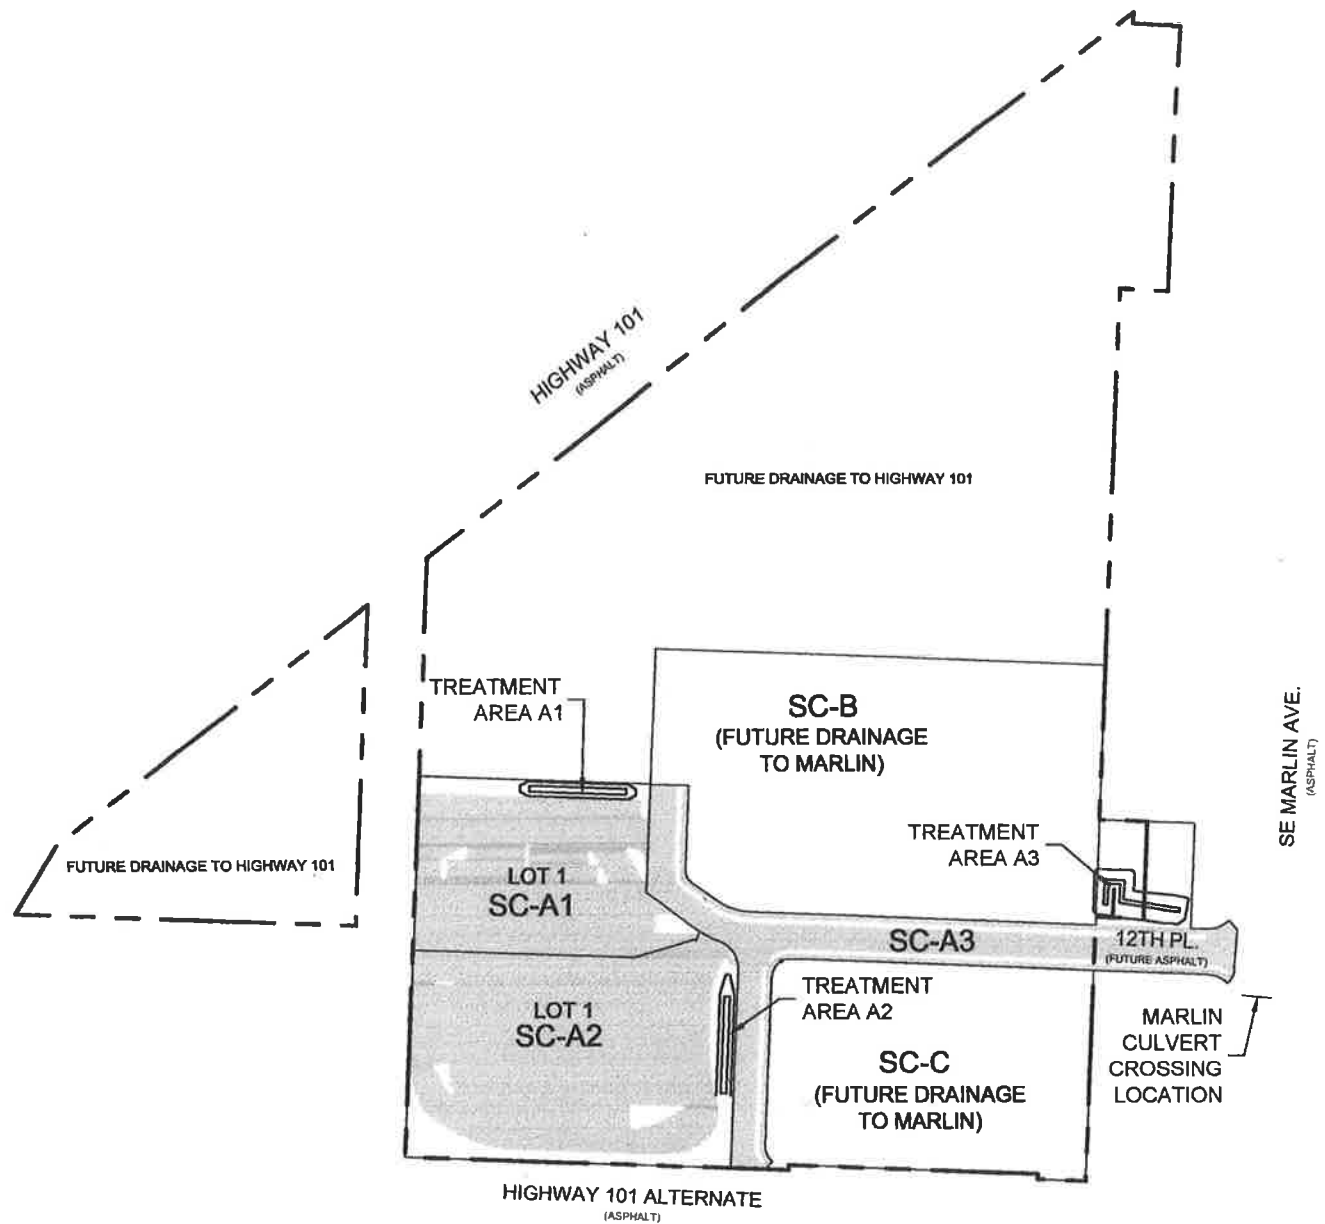 HIGHWAY 101
(ASPHALT)
FUTURE DRAINAGE TO HIGHWAY 101
TREATMENT
AREA A1
SC-B
(FUTURE DRAINAGE
TO MARLIN)
SE MARLIN AVE.
(ASPHALT)
FUTURE DRAINAGE TO HIGHWAY 101
TREATMENT
AREA A3
LOT 1
SC-A1
SC-A3
12TH PL.
(FUTURE ASPHALT)
TREATMENT
AREA A2
LOT 1
SC-A2
MARLIN
CULVERT
CROSSING
LOCATION
SC-C
(FUTURE DRAINAGE
TO MARLIN)
HIGHWAY 101 ALTERNATE
(ASPHALT)